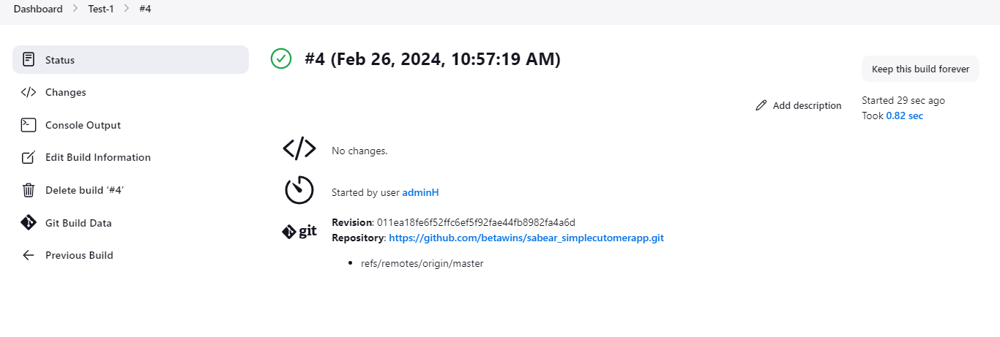 Dashboard > Test-1 > #4
Status
Changes
Console Output
Edit Build Information
Delete build ‘#4’
Git Build Data
Previous Build
#4 (Feb 26, 2024, 10:57:19 AM)
Keep this build forever
Add description
Started 29 sec ago
Took 0.82 sec
No changes.
Started by user adminH
git
Revision: 011ea18fe6f52ffc6ef5f92fae44fb8982fa4a6d
Repository: https://github.com/betawins/sabear_simplecutomerapp.git
• refs/remotes/origin/master